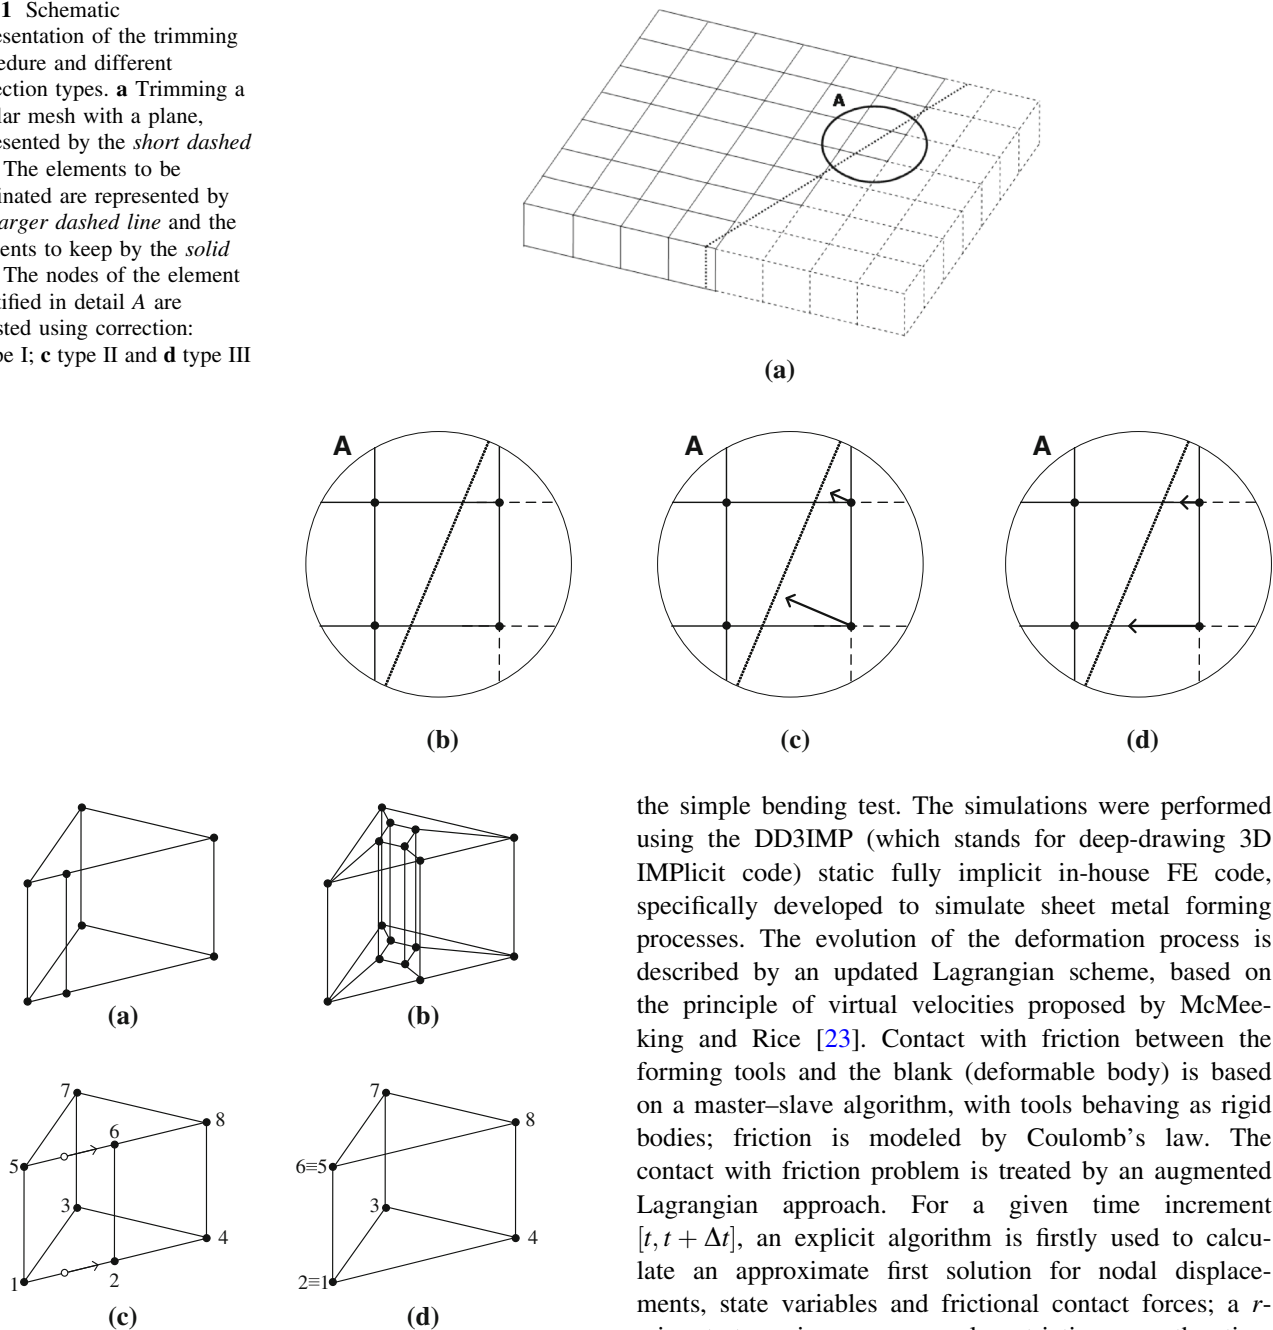 1 Schematic
esentation of the trimming
edure and different
ection types. a Trimming a
lar mesh with a plane,
esented by the short dashed
The elements to be
inated are represented by
arger dashed line and the
ents to keep by the solid
The nodes of the element
tified in detail A are
sted using correction:
pe I; c type II and d type III
A
(a)
A
A
A
(b)
(c)
(d)
(a)
(b)
7
8
6
5
3
4
1
2
(c)
7
8
6≡5
3
4
2≡1
(d)
the simple bending test. The simulations were performed
using the DD3IMP (which stands for deep-drawing 3D
IMPlicit code) static fully implicit in-house FE code,
specifically developed to simulate sheet metal forming
processes. The evolution of the deformation process is
described by an updated Lagrangian scheme, based on
the principle of virtual velocities proposed by McMee-
king and Rice [23]. Contact with friction between the
forming tools and the blank (deformable body) is based
on a master–slave algorithm, with tools behaving as rigid
bodies; friction is modeled by Coulomb's law. The
contact with friction problem is treated by an augmented
Lagrangian approach. For a given time increment
[t, t + Δt], an explicit algorithm is firstly used to calcu-
late an approximate first solution for nodal displace-
ments, state variables and frictional contact forces; a r-